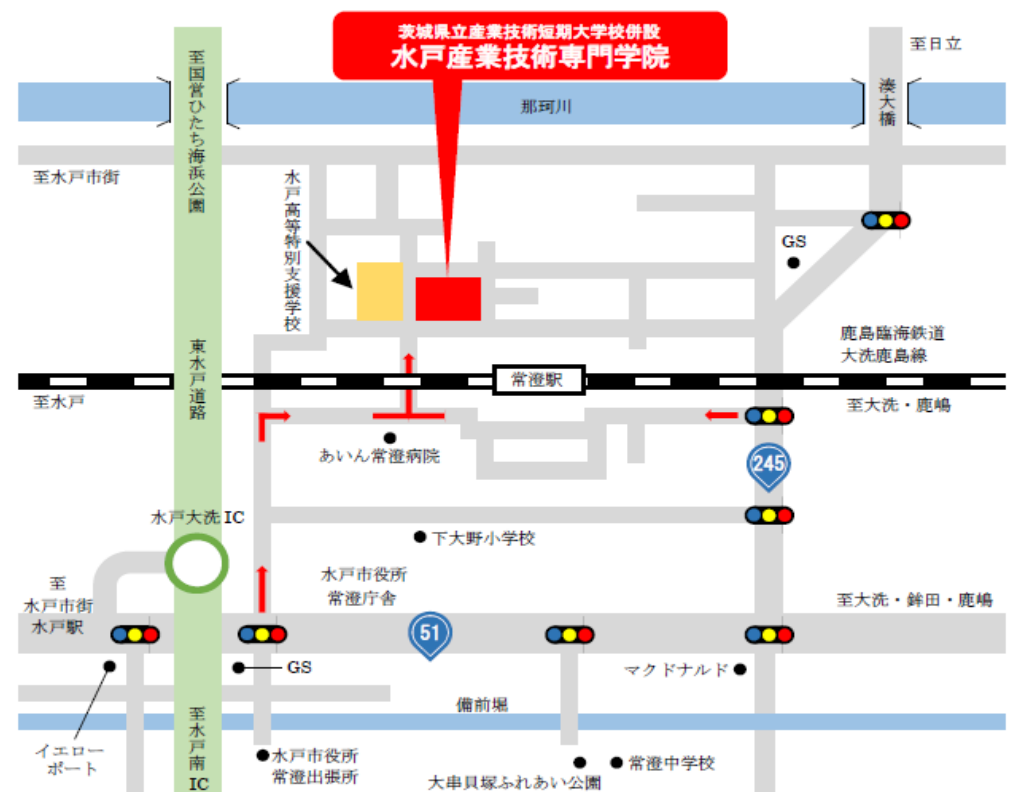 茨城県立産業技術短期大学校併設
水戸産業技術専門学院
至日立
至国営ひたち海浜公園
那珂川
湊大橋
至水戸市街
水戸高等特別支援学校
GS
東水戸道路
鹿島臨海鉄道
大洗鹿島線
常澄駅
至水戸
至大洗・鹿嶋
あいん常澄病院
245
水戸大洗IC
下大野小学校
至
水戸市街
水戸駅
水戸市役所
常澄庁舎
至大洗・鉾田・鹿嶋
51
GS
マクドナルド
備前堀
至水戸南IC
イエロー
ポート
水戸市役所
常澄出張所
常澄中学校
大串貝塚ふれあい公園